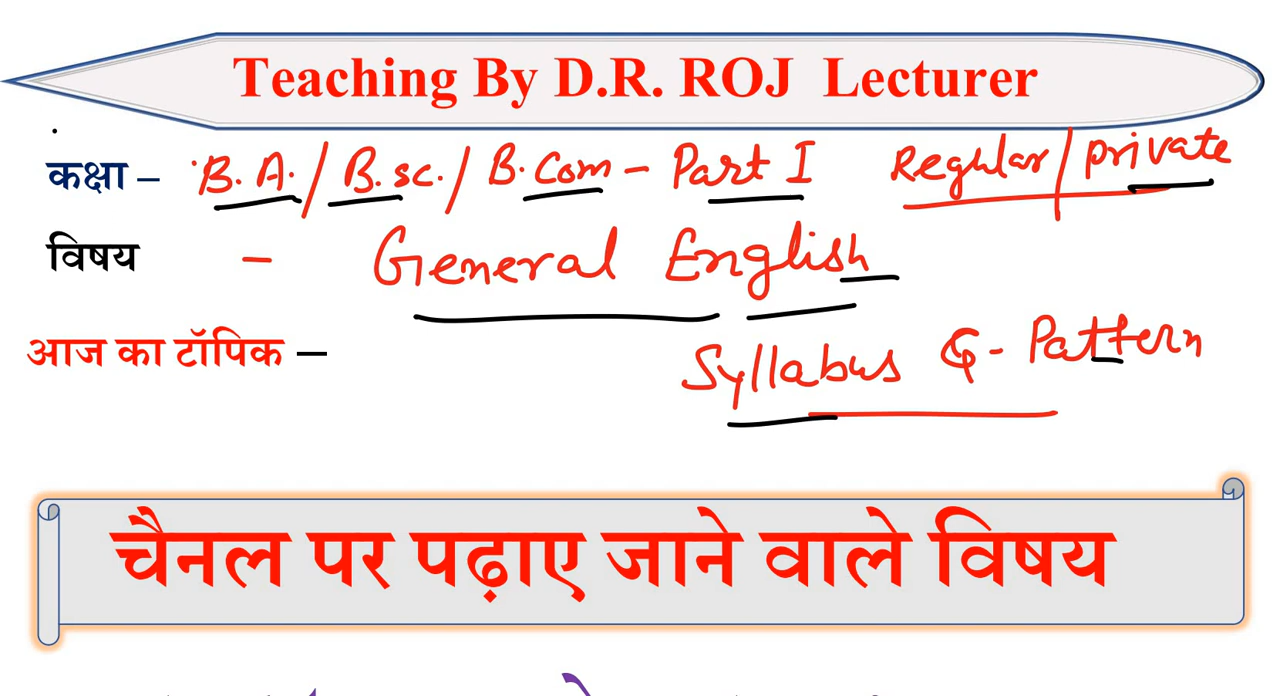 Teaching By D.R. ROJ Lecturer
कक्षा – B.A. / B.sc. / B.Com – Part I Regular / private
विषय – General English
आज का टॉपिक – Syllabus & - Pattern
चैनल पर पढ़ाए जाने वाले विषय